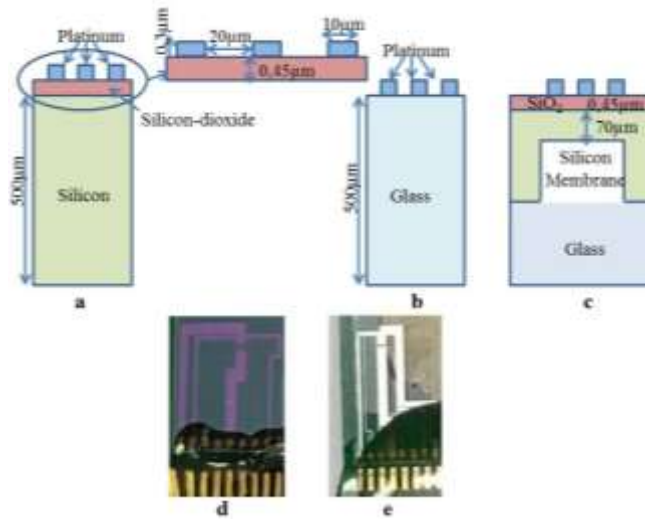 Platinum
0.3μm
20μm
10μm
0.45μm
Silicon-dioxide
500μm
Silicon
a
Platinum
500μm
Glass
b
SiO2
0.45μm
70μm
Silicon
Membrane
Glass
c
d
e